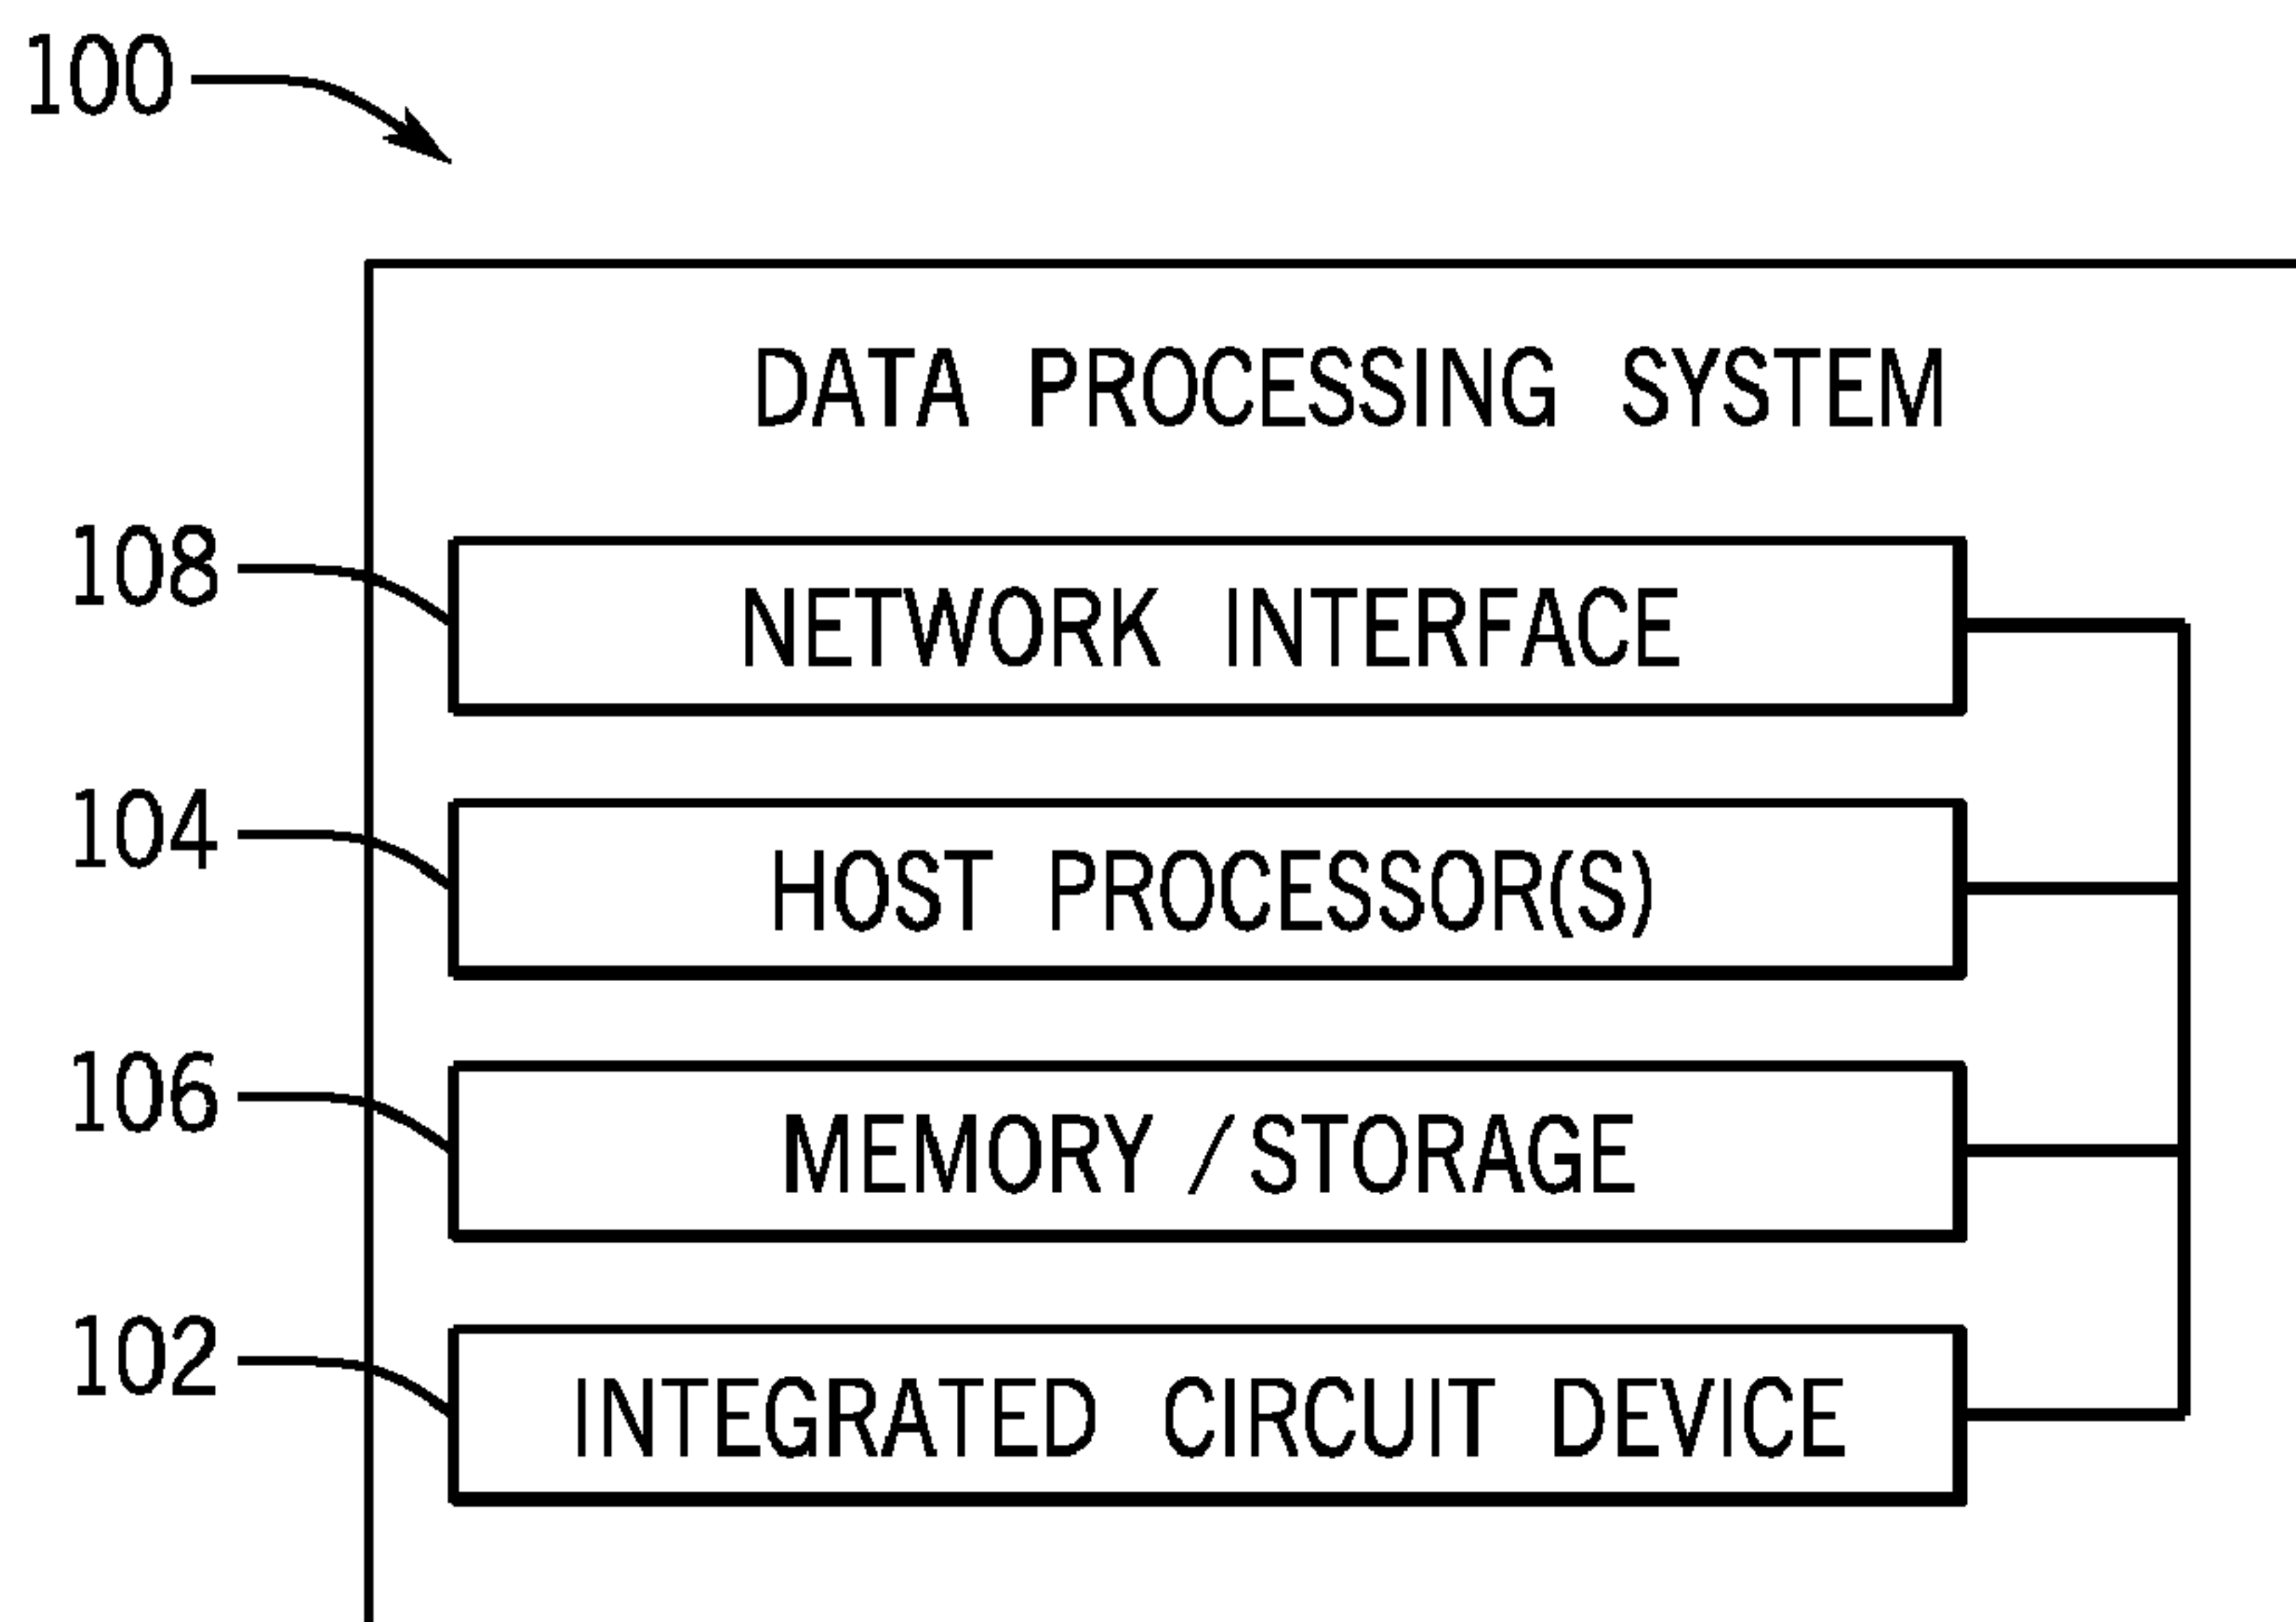 100
DATA PROCESSING SYSTEM
108 NETWORK INTERFACE
104 HOST PROCESSOR(S)
106 MEMORY/STORAGE
102 INTEGRATED CIRCUIT DEVICE